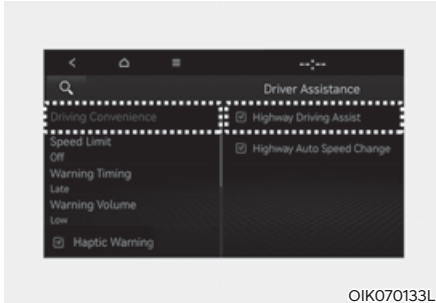 --:--
Driver Assistance
Driving Convenience
Highway Driving Assist
Speed Limit
Off
Highway Auto Speed Change
Warning Timing
Late
Warning Volume
Low
Haptic Warning
OIK070133L